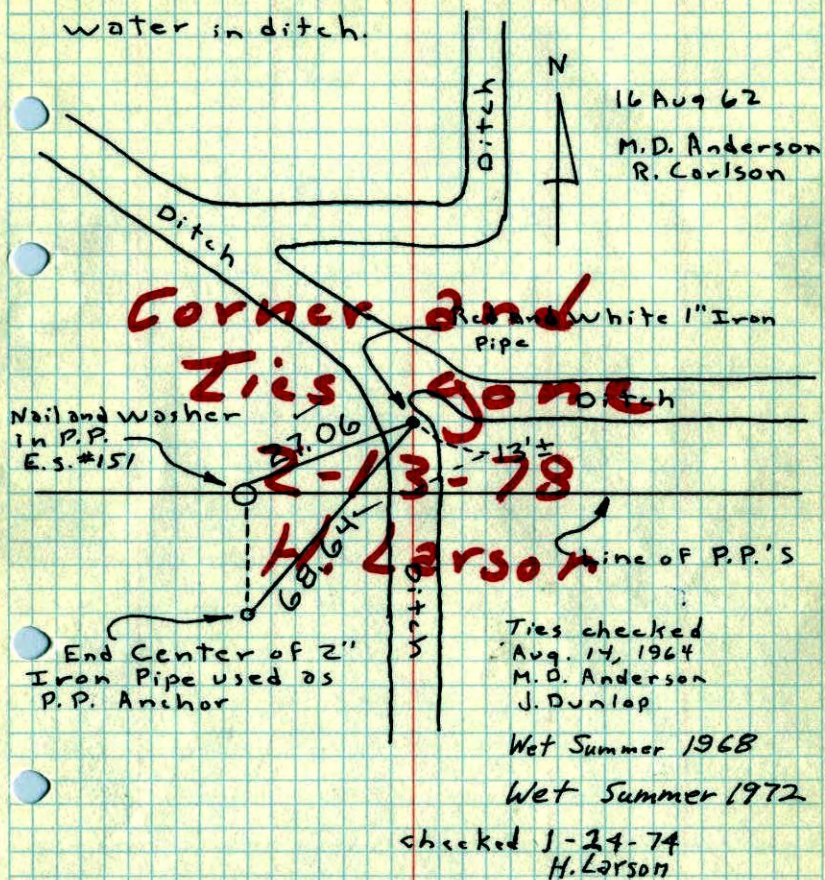 water in ditch.
N
16 Aug 62
M.D. Anderson
R. Carlson
Ditch
Ditch
Corner and
Ties gone
2-13-78
H. Larson
Red and White 1" Iron
Pipe
Ditch
Nail and Washer
in P.P.
E.S. #151
27.06
13'±
68.64
Line of P.P.'s
Ditch
End Center of 2"
Iron Pipe used as
P.P. Anchor
Ties checked
Aug. 14, 1964
M.D. Anderson
J. Dunlop
Wet Summer 1968
Wet Summer 1972
checked 1-24-74
H. Larson